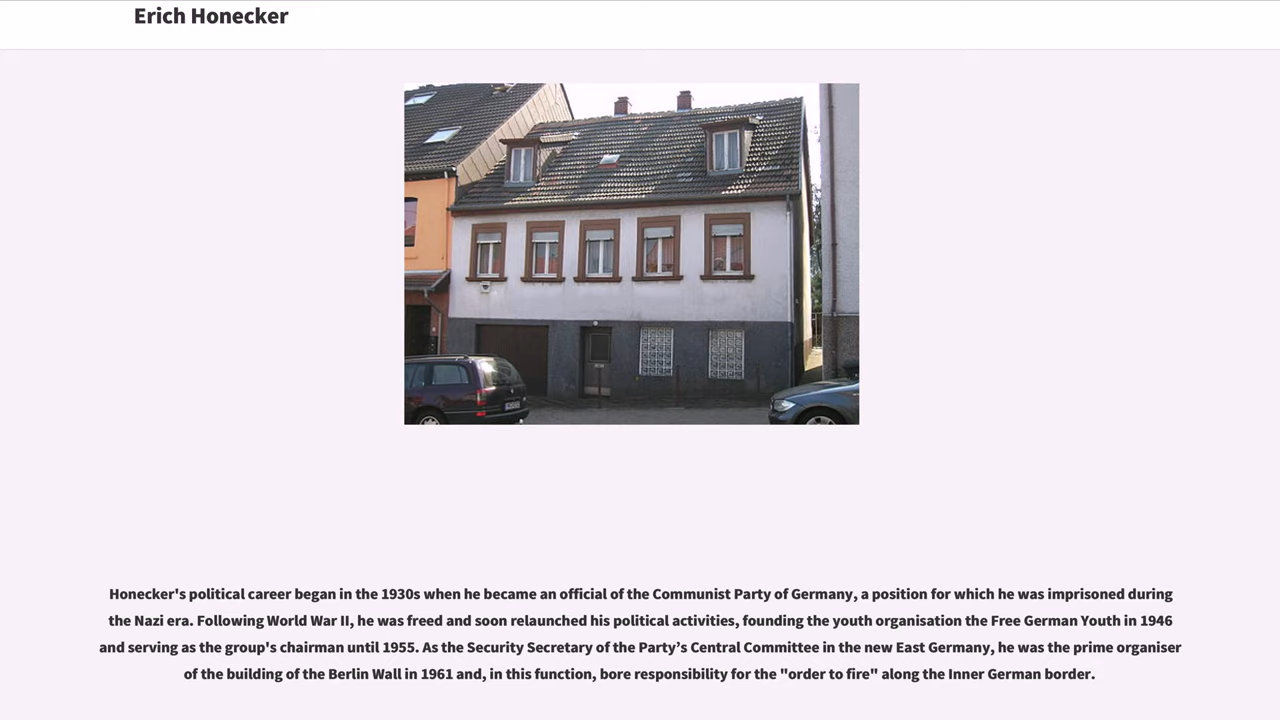 Erich Honecker
Honecker's political career began in the 1930s when he became an official of the Communist Party of Germany, a position for which he was imprisoned during
the Nazi era. Following World War II, he was freed and soon relaunched his political activities, founding the youth organisation the Free German Youth in 1946
and serving as the group's chairman until 1955. As the Security Secretary of the Party’s Central Committee in the new East Germany, he was the prime organiser
of the building of the Berlin Wall in 1961 and, in this function, bore responsibility for the "order to fire" along the Inner German border.